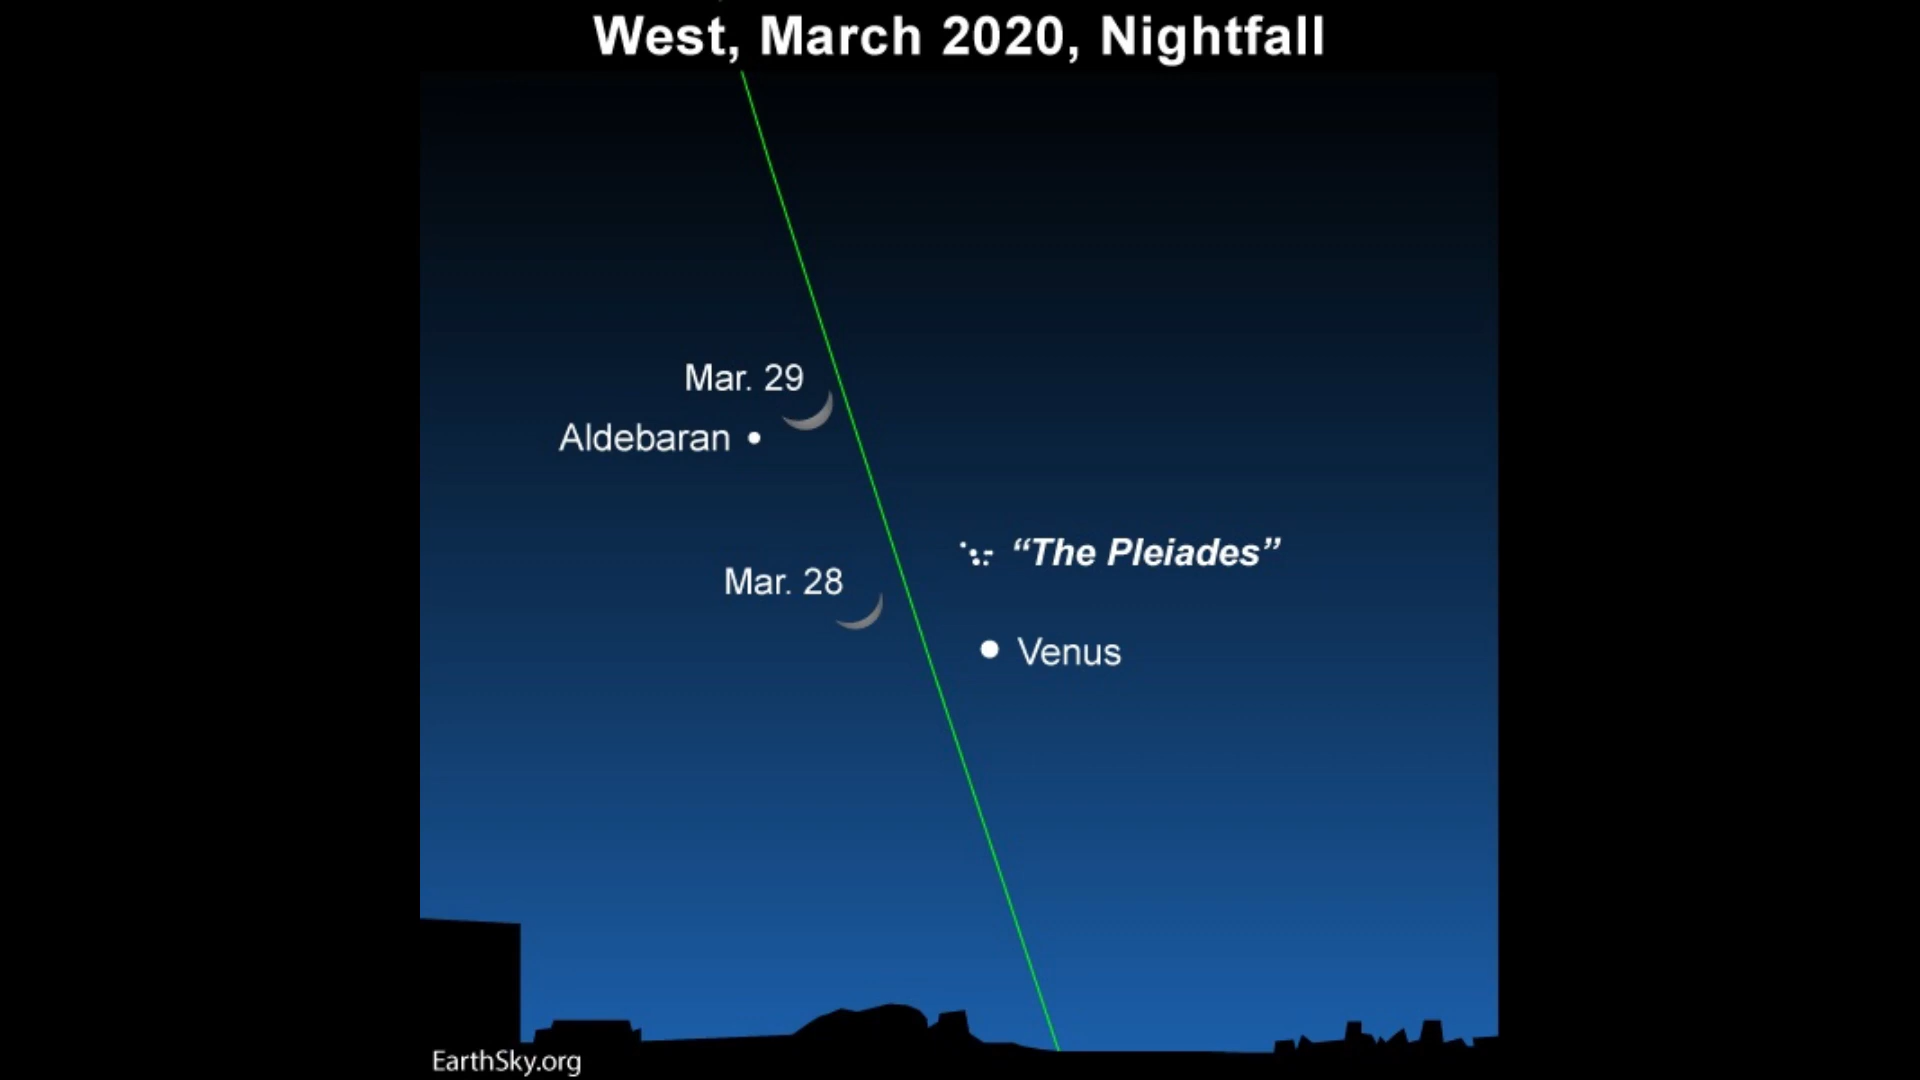 West, March 2020, Nightfall
Mar. 29
Aldebaran
“The Pleiades”
Mar. 28
Venus
EarthSky.org